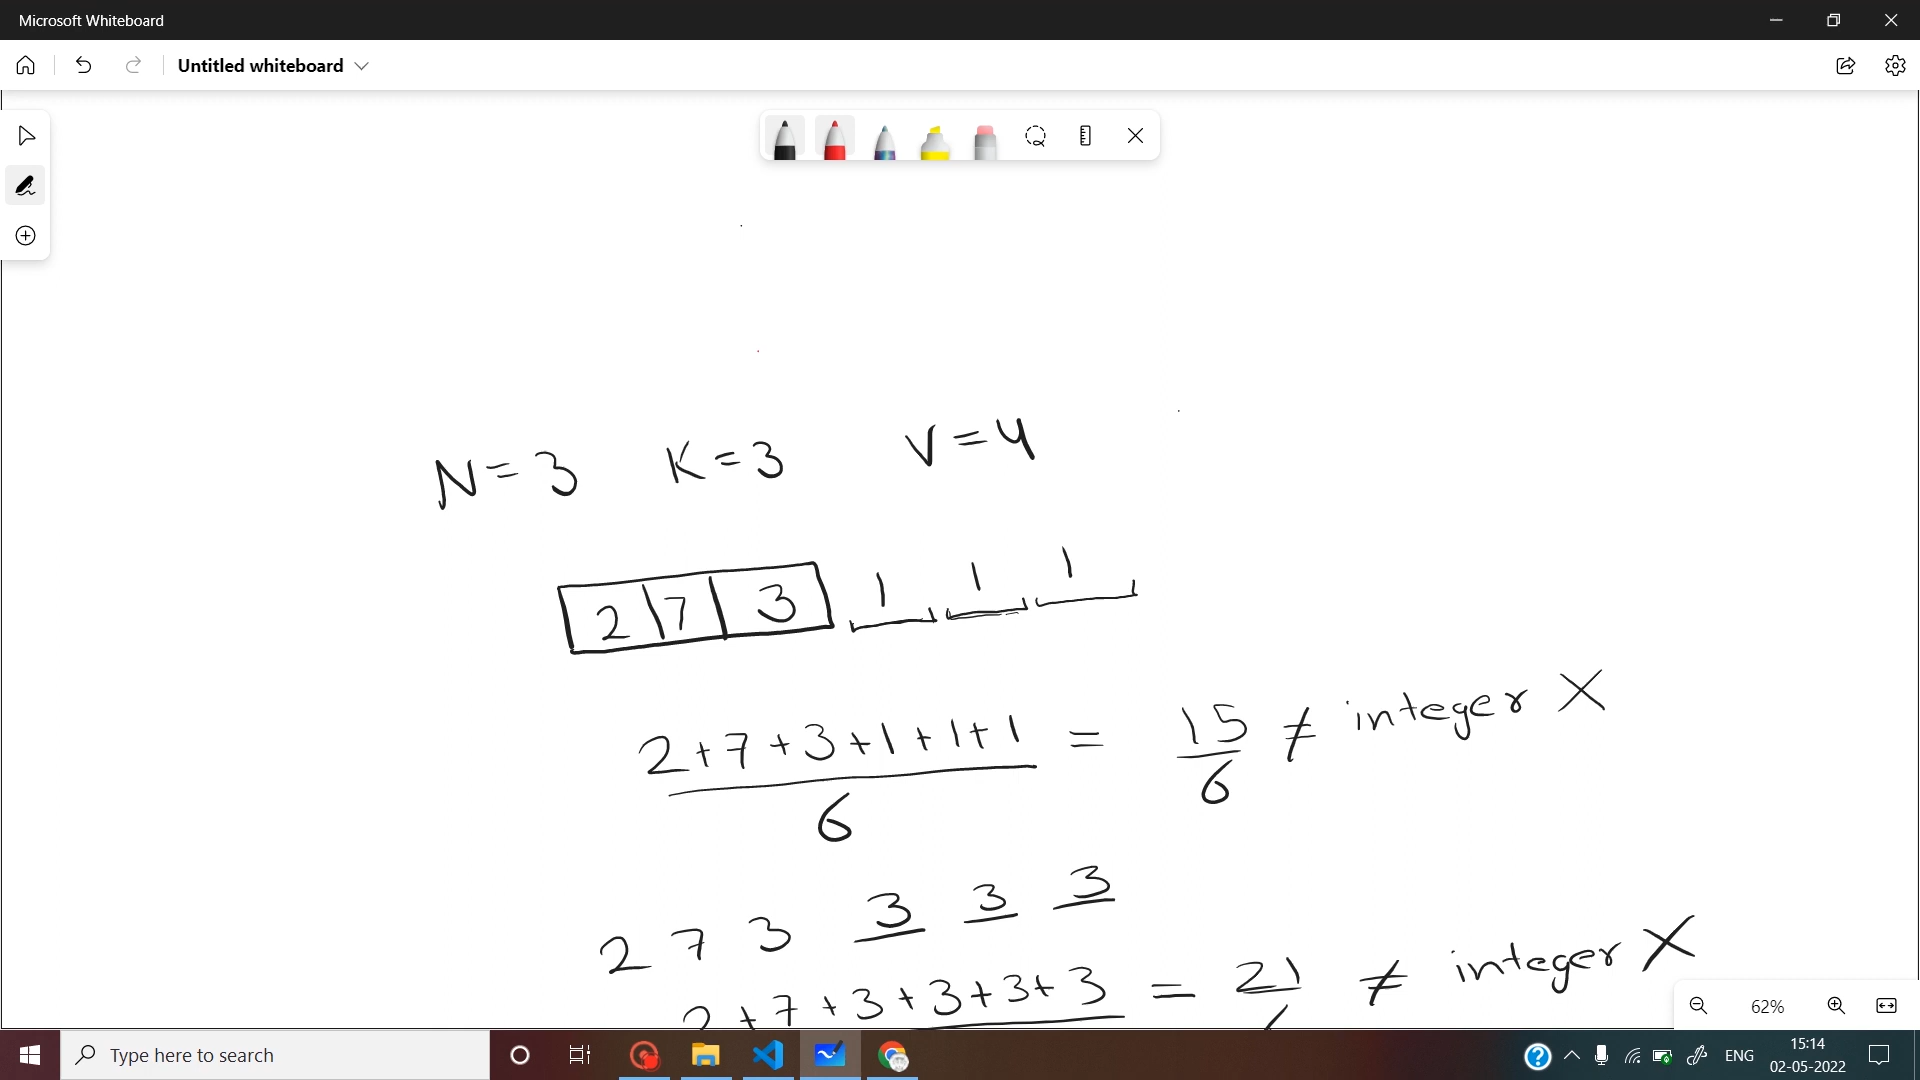 Microsoft Whiteboard
Untitled whiteboard
N=3 K=3 V=4
2 7 3 1 1 1
2+7+3+1+1+1 = 15 ≠ integer X
6 6
2 7 3 3 3 3
2+7+3+3+3+3 = 21 ≠ integer X
62%
Type here to search
ENG
15:14
02-05-2022